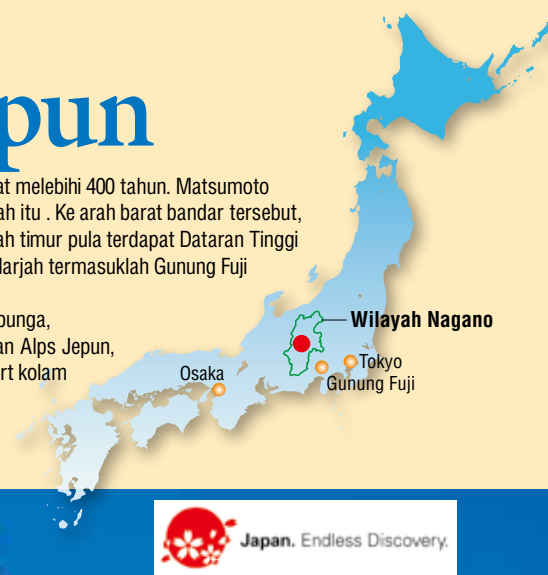 pun
at melebihi 400 tahun. Matsumoto
ah itu . Ke arah barat bandar tersebut,
ah timur pula terdapat Dataran Tinggi
darjah termasuklah Gunung Fuji
bunga,
an Alps Jepun,
rt kolam
Wilayah Nagano
Tokyo
Osaka
Gunung Fuji
Japan. Endless Discovery.